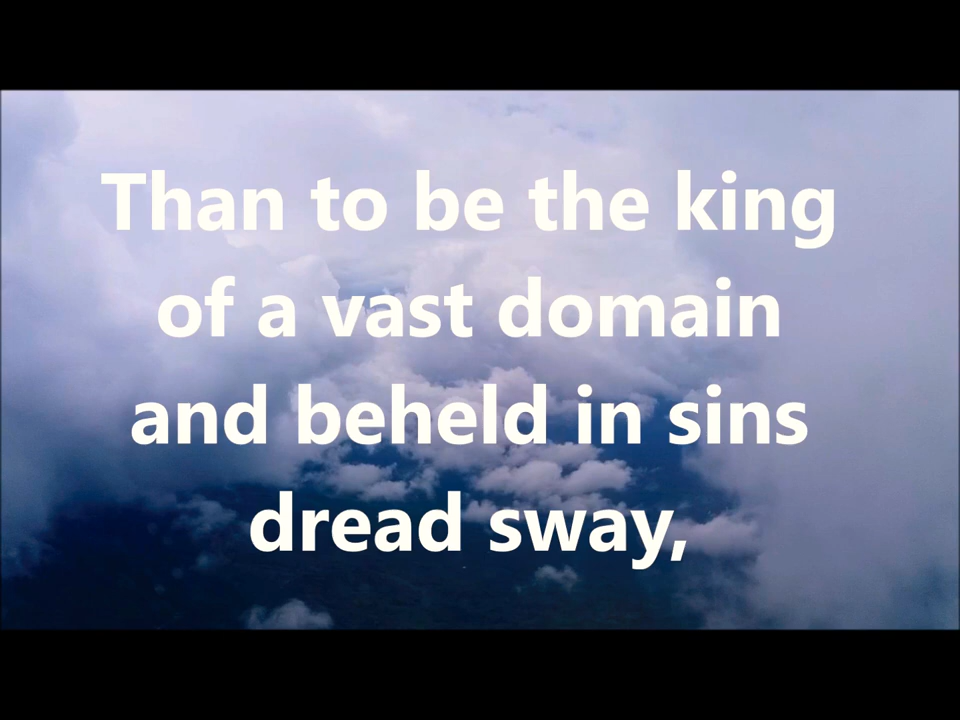 Than to be the king
of a vast domain
and beheld in sins
dread sway,